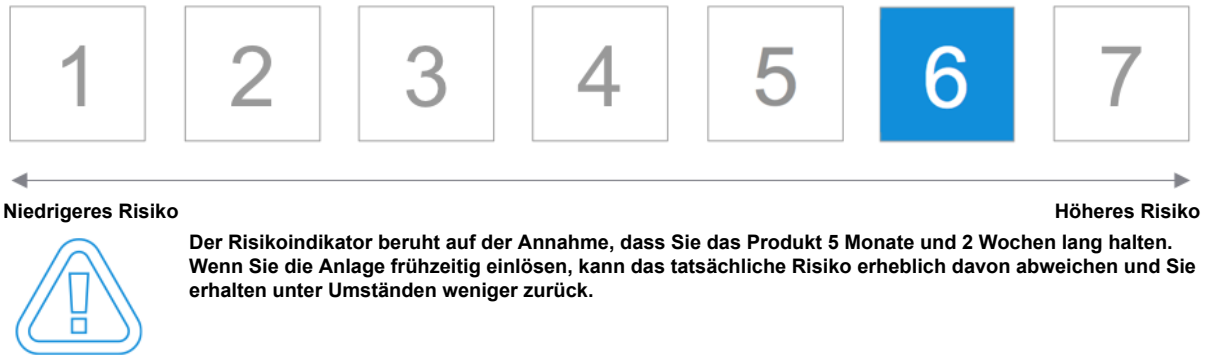 1 2 3 4 5 6 7
Niedrigeres Risiko Höheres Risiko
Der Risikoindikator beruht auf der Annahme, dass Sie das Produkt 5 Monate und 2 Wochen lang halten.
Wenn Sie die Anlage frühzeitig einlösen, kann das tatsächliche Risiko erheblich davon abweichen und Sie
erhalten unter Umständen weniger zurück.